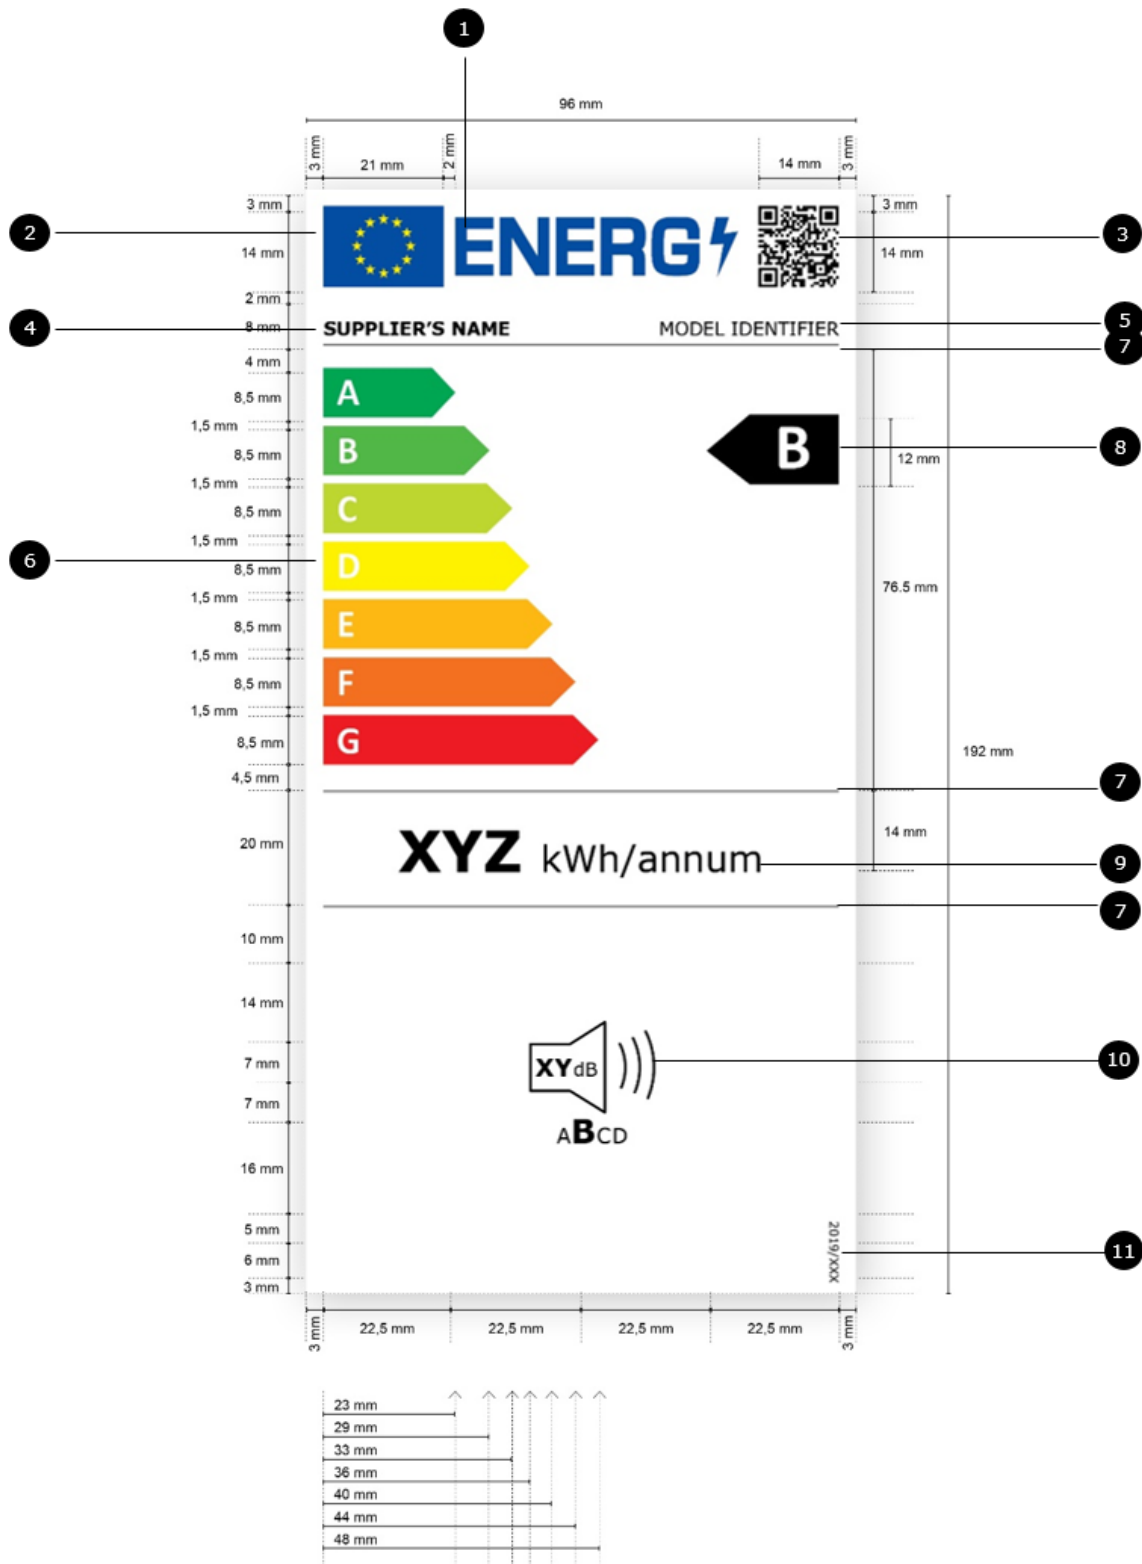 1
96 mm
3 mm
21 mm
2 mm
14 mm
3 mm
3 mm
3 mm
2
ENERG
3
14 mm
14 mm
2 mm
4
8 mm
SUPPLIER'S NAME
MODEL IDENTIFIER
5
7
4 mm
A
8,5 mm
1,5 mm
B
B
8
8,5 mm
12 mm
1,5 mm
C
8,5 mm
1,5 mm
6
D
8,5 mm
76.5 mm
1,5 mm
E
8,5 mm
1,5 mm
F
8,5 mm
1,5 mm
G
8,5 mm
192 mm
4,5 mm
7
20 mm
14 mm
XYZ kWh/annum
9
7
10 mm
14 mm
7 mm
XYdB
10
7 mm
ABCD
16 mm
5 mm
2019/XXX
11
6 mm
3 mm
3 mm
22,5 mm
22,5 mm
22,5 mm
22,5 mm
3 mm
23 mm
29 mm
33 mm
36 mm
40 mm
44 mm
48 mm